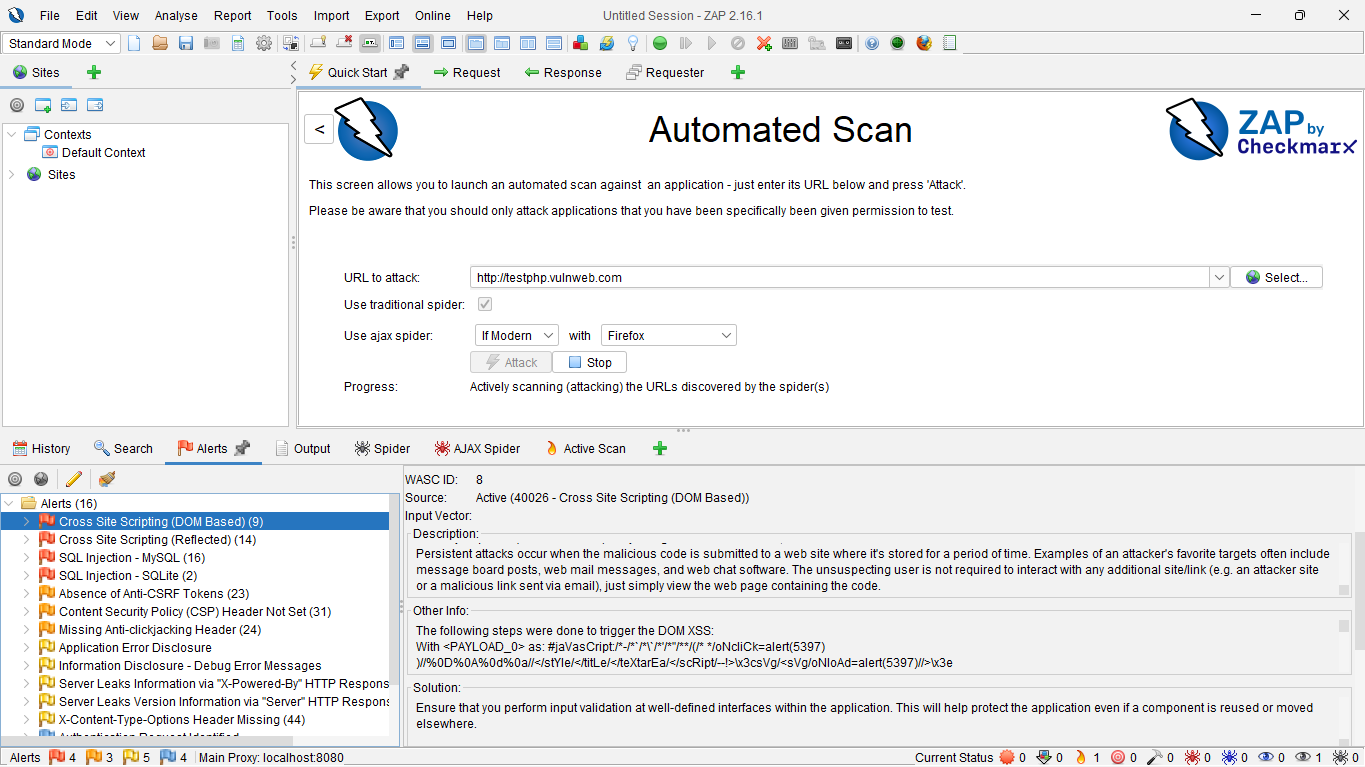 File Edit View Analyse Report Tools Import Export Online Help Untitled Session - ZAP 2.16.1
Standard Mode
Sites Quick Start Request Response Requester
Contexts
Default Context
Sites
<
Automated Scan
ZAP by
Checkmarx
This screen allows you to launch an automated scan against an application - just enter its URL below and press 'Attack'.
Please be aware that you should only attack applications that you have been specifically been given permission to test.
URL to attack: http://testphp.vulnweb.com Select...
Use traditional spider:
Use ajax spider: If Modern with Firefox
Attack Stop
Progress: Actively scanning (attacking) the URLs discovered by the spider(s)
History Search Alerts Output Spider AJAX Spider Active Scan
Alerts (16)
Cross Site Scripting (DOM Based) (9)
Cross Site Scripting (Reflected) (14)
SQL Injection - MySQL (16)
SQL Injection - SQLite (2)
Absence of Anti-CSRF Tokens (23)
Content Security Policy (CSP) Header Not Set (31)
Missing Anti-clickjacking Header (24)
Application Error Disclosure
Information Disclosure - Debug Error Messages
Server Leaks Information via "X-Powered-By" HTTP Respons
Server Leaks Version Information via "Server" HTTP Respons
X-Content-Type-Options Header Missing (44)
WASC ID: 8
Source: Active (40026 - Cross Site Scripting (DOM Based))
Input Vector:
Description:
Persistent attacks occur when the malicious code is submitted to a web site where it's stored for a period of time. Examples of an attacker's favorite targets often include
message board posts, web mail messages, and web chat software. The unsuspecting user is not required to interact with any additional site/link (e.g. an attacker site
or a malicious link sent via email), just simply view the web page containing the code.
Other Info:
The following steps were done to trigger the DOM XSS:
With <PAYLOAD_0> as: #jaVasCript:/*-/*`/*\`/*'/*"/**/(/* */oNcliCk=alert(5397)
)//%0D%0A%0d%0a//</stYle/</titLe/</teXtarEa/</scRipt/--!>\x3csVg/<sVg/oNloAd=alert(5397)//>\x3e
Solution:
Ensure that you perform input validation at well-defined interfaces within the application. This will help protect the application even if a component is reused or moved
elsewhere.
Alerts 4 3 5 4 Main Proxy: localhost:8080 Current Status 0 0 1 0 0 0 0 0 1 0